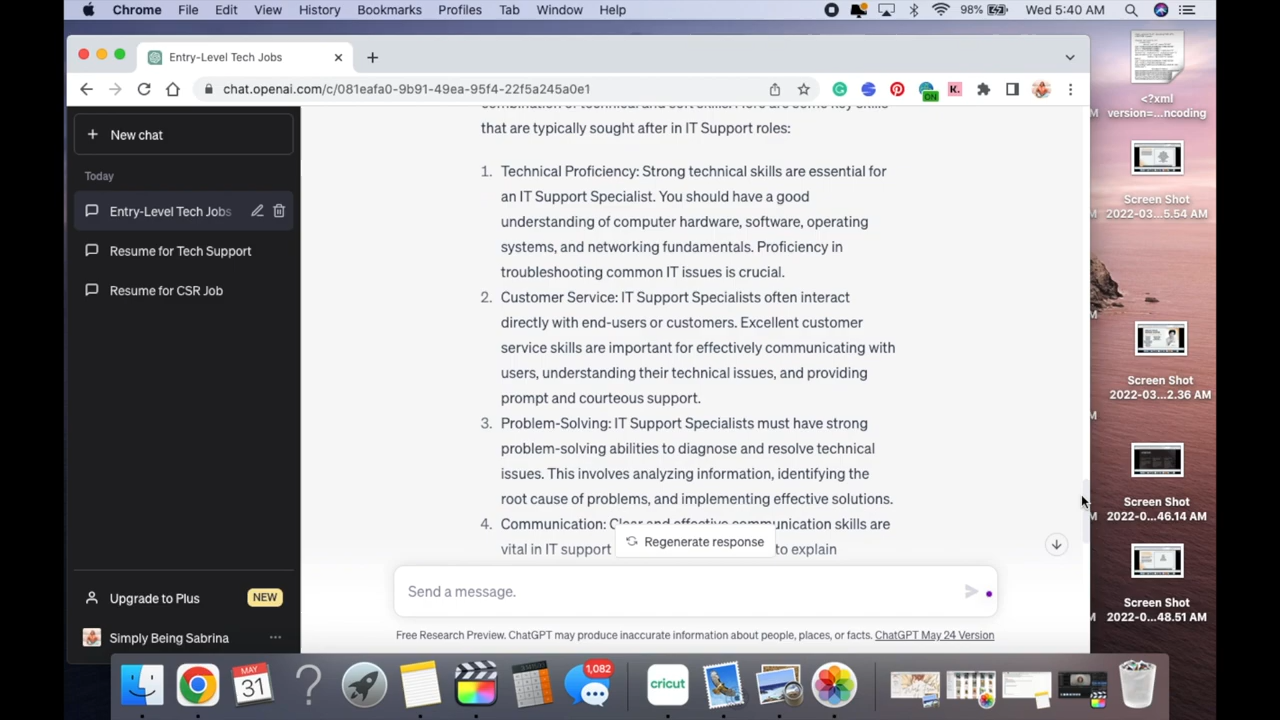 Chrome File Edit View History Bookmarks Profiles Tab Window Help 98% Wed 5:40 AM
Entry-Level Tech Jobs
chat.openai.com/c/081eafa0-9b91-49ea-95f4-22f5a245a0e1
ON
K.
<?xml
version=...ncoding
New chat
Today
Entry-Level Tech Jobs
Resume for Tech Support
Resume for CSR Job
that are typically sought after in IT Support roles:
1. Technical Proficiency: Strong technical skills are essential for
an IT Support Specialist. You should have a good
understanding of computer hardware, software, operating
systems, and networking fundamentals. Proficiency in
troubleshooting common IT issues is crucial.
2. Customer Service: IT Support Specialists often interact
directly with end-users or customers. Excellent customer
service skills are important for effectively communicating with
users, understanding their technical issues, and providing
prompt and courteous support.
3. Problem-Solving: IT Support Specialists must have strong
problem-solving abilities to diagnose and resolve technical
issues. This involves analyzing information, identifying the
root cause of problems, and implementing effective solutions.
4. Communication: Clear and effective communication skills are
vital in IT support to explain
Regenerate response
Send a message.
Free Research Preview. ChatGPT may produce inaccurate information about people, places, or facts. ChatGPT May 24 Version
Upgrade to Plus NEW
Simply Being Sabrina
Screen Shot
2022-03...5.54 AM
Screen Shot
2022-03...2.36 AM
Screen Shot
2022-0...46.14 AM
Screen Shot
2022-0...48.51 AM
MAY
31
1,082
cricut